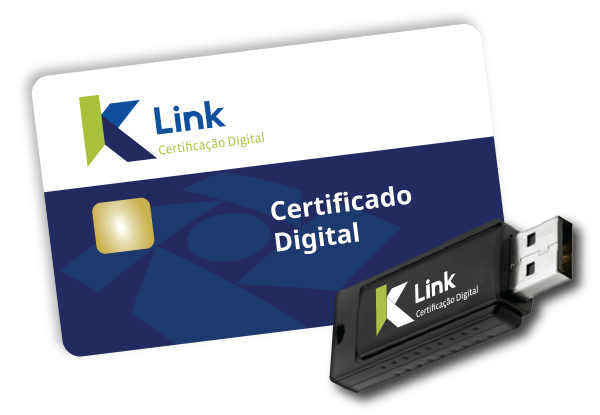 Link
Certificação Digital
Certificado
Digital
Link
Certificação Digital